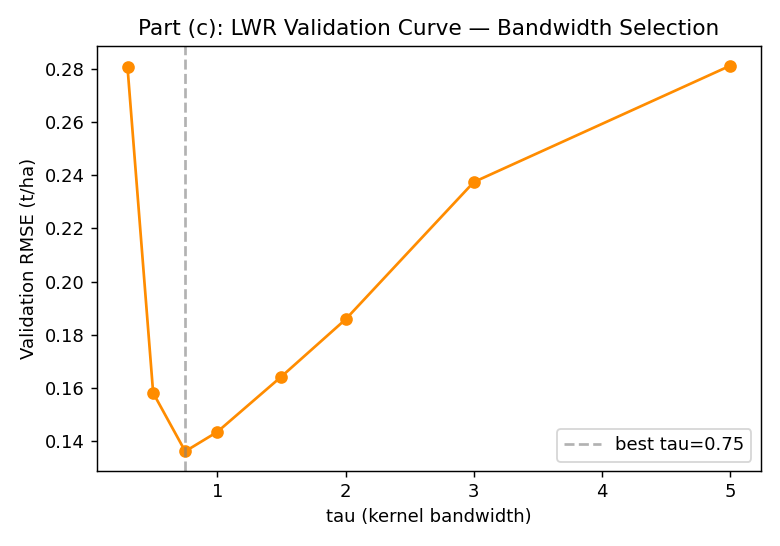 Part (c): LWR Validation Curve — Bandwidth Selection
Validation RMSE (t/ha)
0.28
0.26
0.24
0.22
0.20
0.18
0.16
0.14
best tau=0.75
1 2 3 4 5
tau (kernel bandwidth)